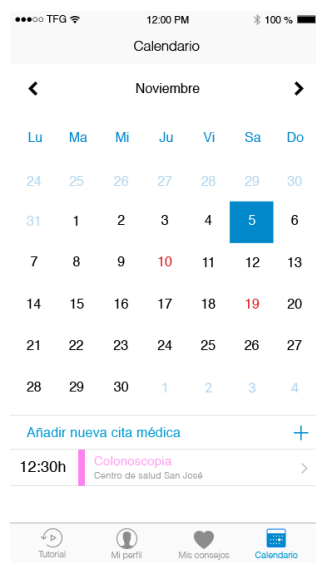 TFG 12:00 PM 100 %
Calendario
Noviembre
Lu Ma Mi Ju Vi Sa Do
24 25 26 27 28 29 30
31 1 2 3 4 5 6
7 8 9 10 11 12 13
14 15 16 17 18 19 20
21 22 23 24 25 26 27
28 29 30 1 2 3 4
Añadir nueva cita médica +
12:30h Colonoscopia
Centro de salud San José
Tutorial Mi perfil Mis consejos Calendario